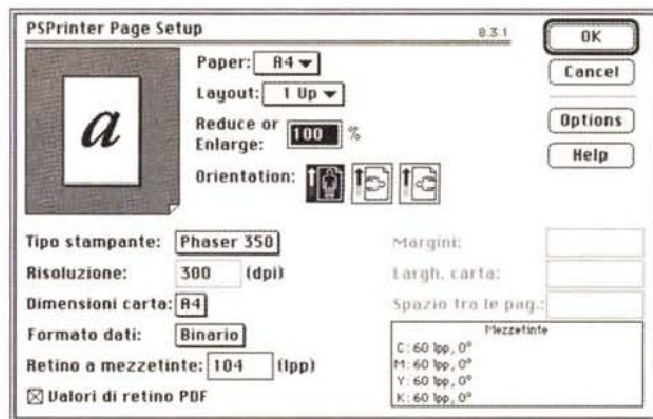 PSPrinter Page Setup 8.3.1
OK
Paper: A4
Cancel
Layout: 1 Up
Reduce or
Enlarge: 100 %
Options
Help
Orientation:
a
Tipo stampante: Phaser 350
Margini:
Risoluzione: 300 (dpi)
Largh. carta:
Dimensioni carta: A4
Spazio tra le pag.:
Formato dati: Binario
Mezzetinte
C: 60 lpp, 0°
Retino a mezzetinte: 104 (lpp)
M: 60 lpp, 0°
Y: 60 lpp, 0°
Valori di retino PDF
K: 60 lpp, 0°